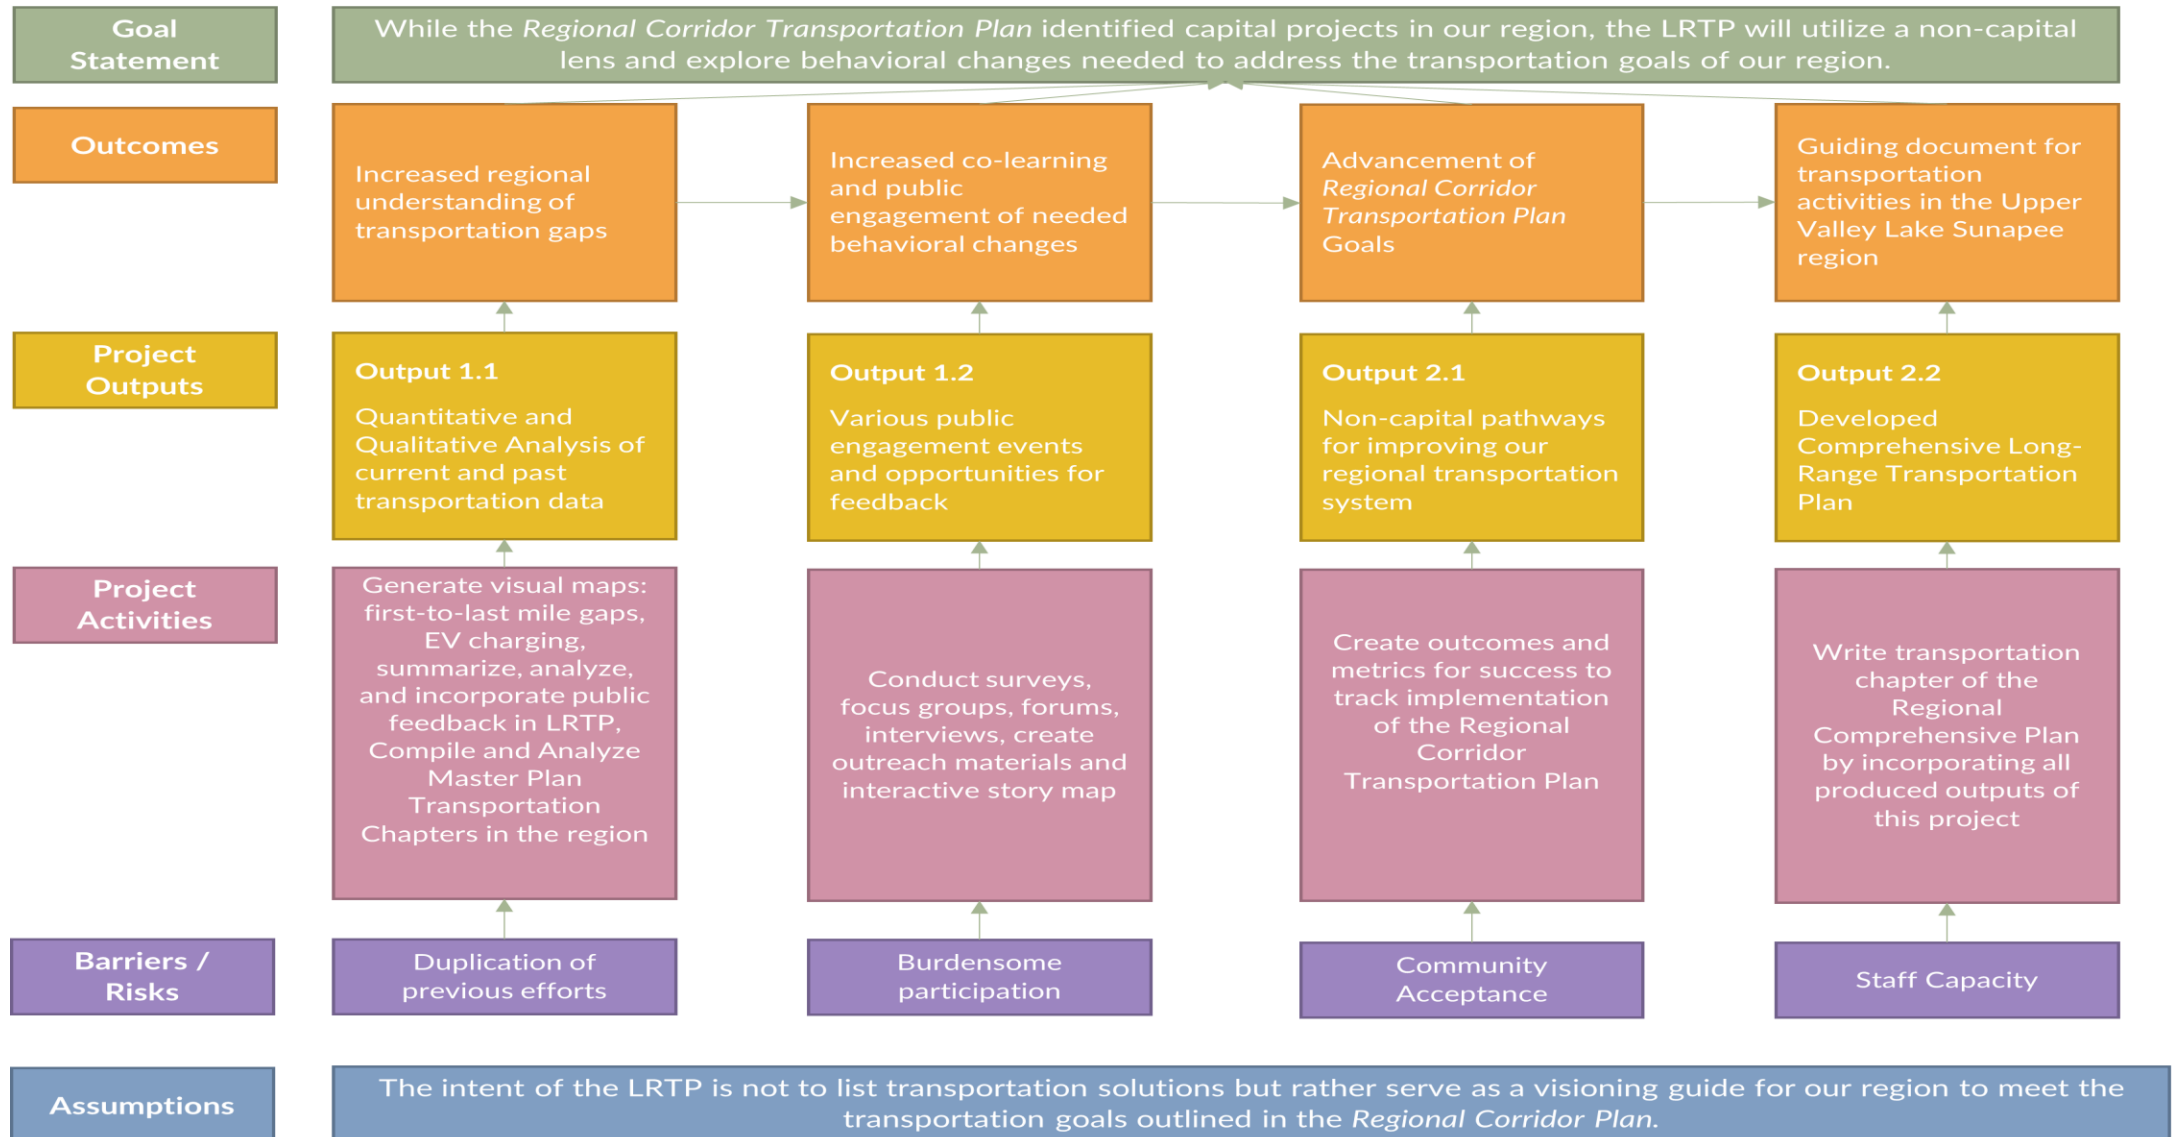 Goal
Statement
While the Regional Corridor Transportation Plan identified capital projects in our region, the LRTP will utilize a non-capital
lens and explore behavioral changes needed to address the transportation goals of our region.
Outcomes
Increased regional
understanding of
transportation gaps
Increased co-learning
and public
engagement of needed
behavioral changes
Advancement of
Regional Corridor
Transportation Plan
Goals
Guiding document for
transportation
activities in the Upper
Valley Lake Sunapee
region
Project
Outputs
Output 1.1
Quantitative and
Qualitative Analysis of
current and past
transportation data
Output 1.2
Various public
engagement events
and opportunities for
feedback
Output 2.1
Non-capital pathways
for improving our
regional transportation
system
Output 2.2
Developed
Comprehensive Long-
Range Transportation
Plan
Project
Activities
Generate visual maps:
first-to-last mile gaps,
EV charging,
summarize, analyze,
and incorporate public
feedback in LRTP,
Compile and Analyze
Master Plan
Transportation
Chapters in the region
Conduct surveys,
focus groups, forums,
interviews, create
outreach materials and
interactive story map
Create outcomes and
metrics for success to
track implementation
of the Regional
Corridor
Transportation Plan
Write transportation
chapter of the
Regional
Comprehensive Plan
by incorporating all
produced outputs of
this project
Barriers /
Risks
Duplication of
previous efforts
Burdensome
participation
Community
Acceptance
Staff Capacity
Assumptions
The intent of the LRTP is not to list transportation solutions but rather serve as a visioning guide for our region to meet the
transportation goals outlined in the Regional Corridor Plan.